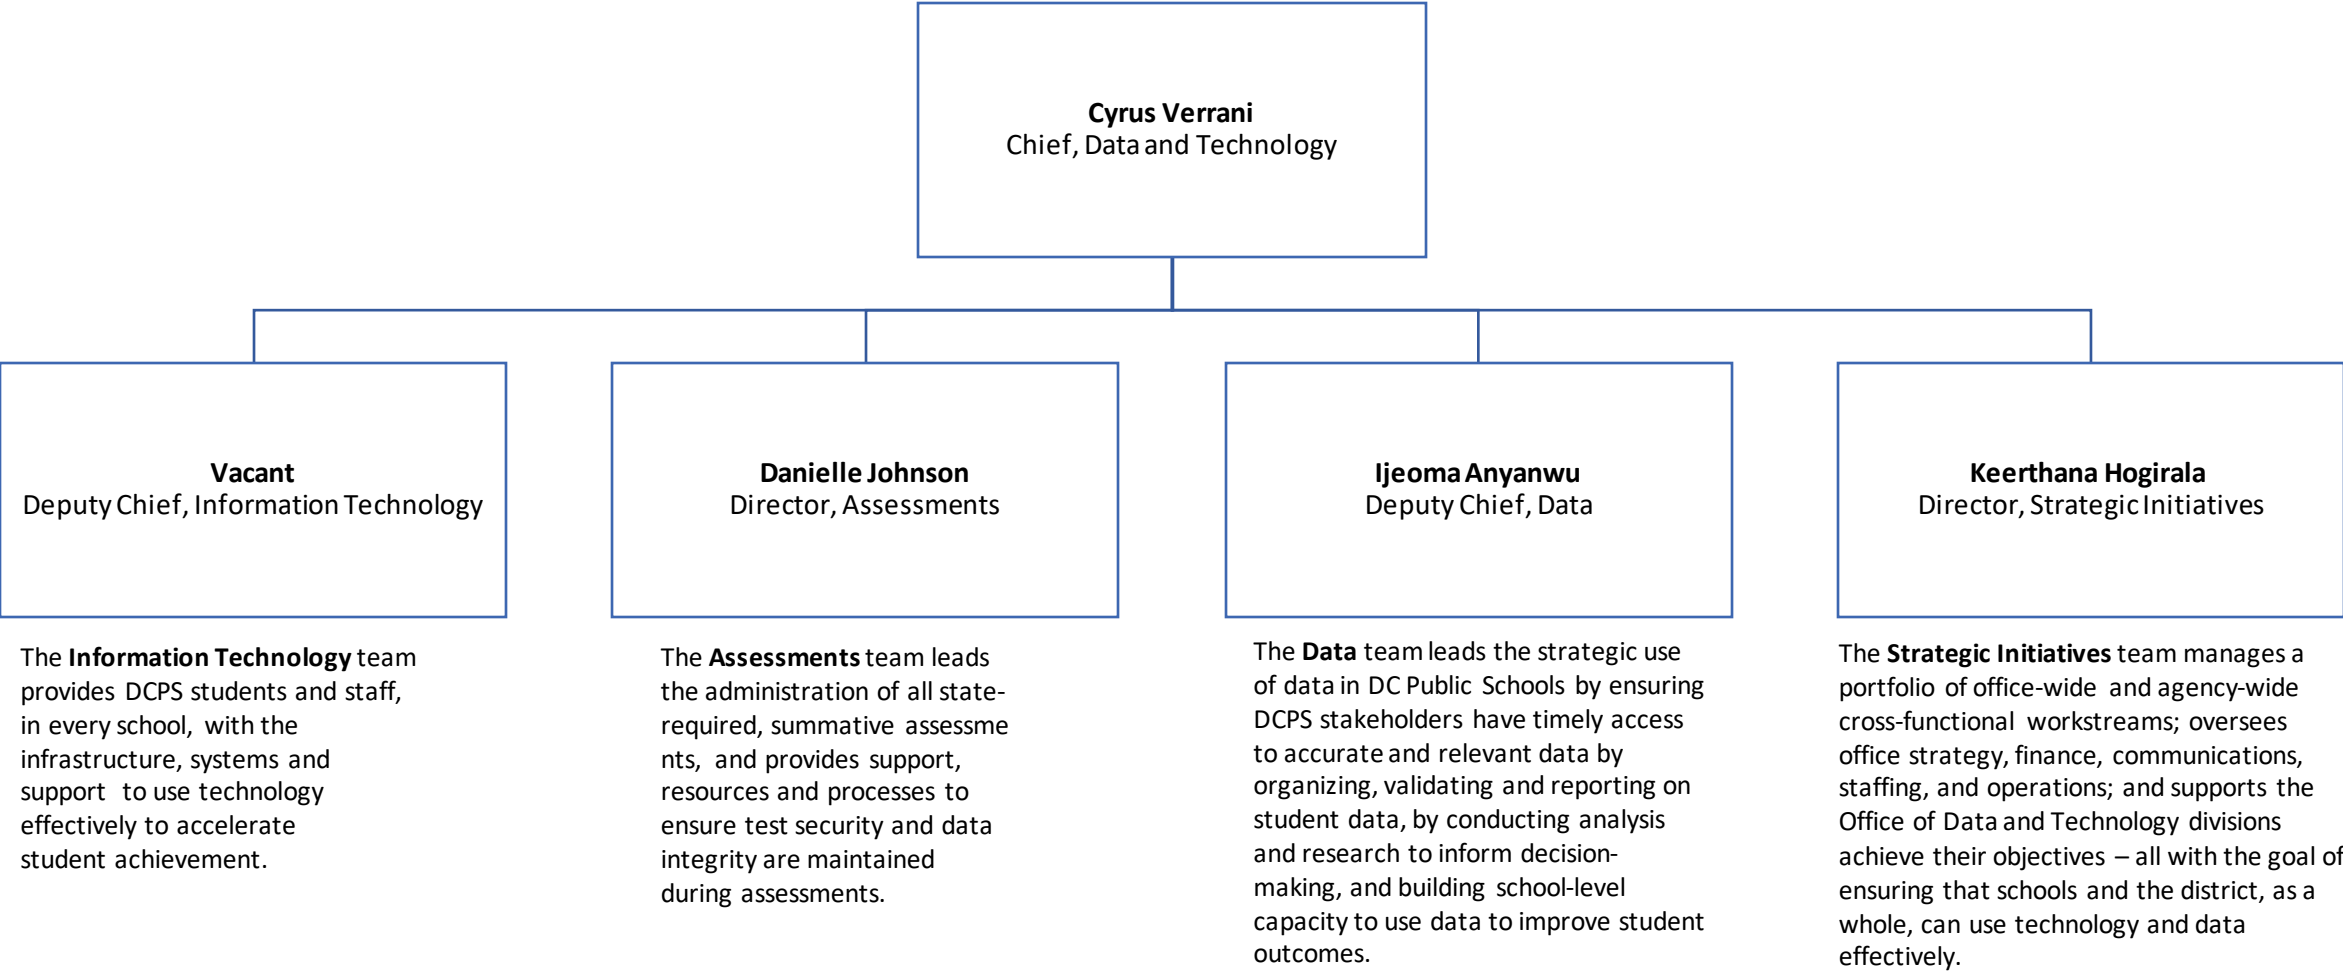 Cyrus Verrani
Chief, Data and Technology
Vacant
Deputy Chief, Information Technology
Danielle Johnson
Director, Assessments
Ijeoma Anyanwu
Deputy Chief, Data
Keerthana Hogirala
Director, Strategic Initiatives
The Information Technology team
provides DCPS students and staff,
in every school, with the
infrastructure, systems and
support to use technology
effectively to accelerate
student achievement.
The Assessments team leads
the administration of all state-
required, summative assessme
nts, and provides support,
resources and processes to
ensure test security and data
integrity are maintained
during assessments.
The Data team leads the strategic use
of data in DC Public Schools by ensuring
DCPS stakeholders have timely access
to accurate and relevant data by
organizing, validating and reporting on
student data, by conducting analysis
and research to inform decision-
making, and building school-level
capacity to use data to improve student
outcomes.
The Strategic Initiatives team manages a
portfolio of office-wide and agency-wide
cross-functional workstreams; oversees
office strategy, finance, communications,
staffing, and operations; and supports the
Office of Data and Technology divisions
achieve their objectives – all with the goal of
ensuring that schools and the district, as a
whole, can use technology and data
effectively.